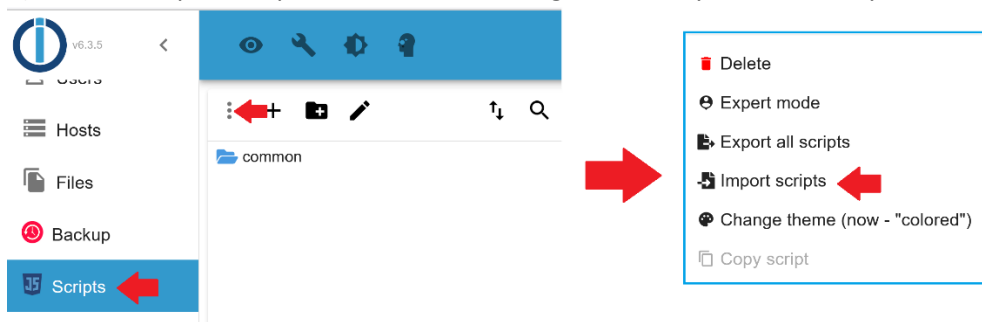 v6.3.5
Users
Hosts
Files
Backup
Scripts
common
Delete
Expert mode
Export all scripts
Import scripts
Change theme (now - "colored")
Copy script